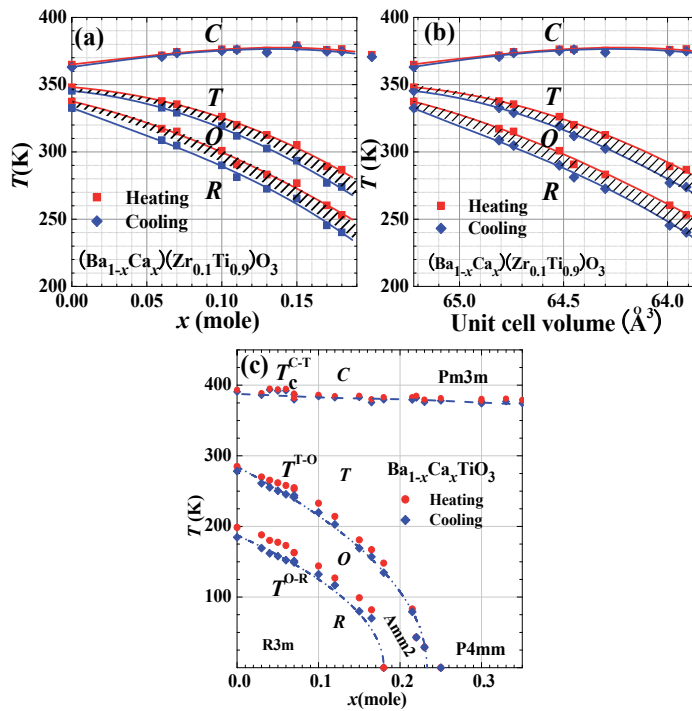 (a)
C
T
O
R
Heating
Cooling
(Ba1-xCax)(Zr0.1Ti0.9)O3
T(K)
400
350
300
250
200
0.00 0.05 0.10 0.15
x (mole)
(b)
C
T
O
R
Heating
Cooling
(Ba1-xCax)(Zr0.1Ti0.9)O3
T (K)
400
350
300
250
200
65.0 64.5 64.0
Unit cell volume (Å3)
(c)
TcC-T
C
Pm3m
TT-O
T
Ba1-xCaxTiO3
Heating
Cooling
O
TO-R
R
Amm2
R3m
P4mm
T (K)
400
300
200
100
0.0 0.1 0.2 0.3
x(mole)